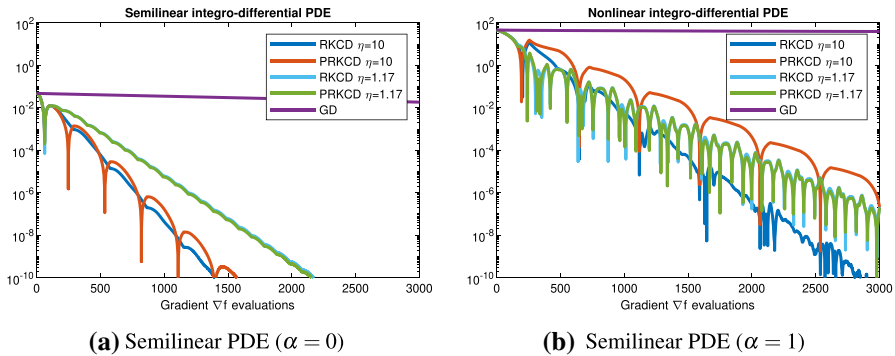 Semilinear integro-differential PDE
10^2
10^0
10^-2
10^-4
10^-6
10^-8
10^-10
RKCD η=10
PRKCD η=10
RKCD η=1.17
PRKCD η=1.17
GD
0 500 1000 1500 2000 2500 3000
Gradient ∇f evaluations
(a) Semilinear PDE (α = 0)
Nonlinear integro-differential PDE
10^2
10^0
10^-2
10^-4
10^-6
10^-8
10^-10
RKCD η=10
PRKCD η=10
RKCD η=1.17
PRKCD η=1.17
GD
0 500 1000 1500 2000 2500 3000
Gradient ∇f evaluations
(b) Semilinear PDE (α = 1)